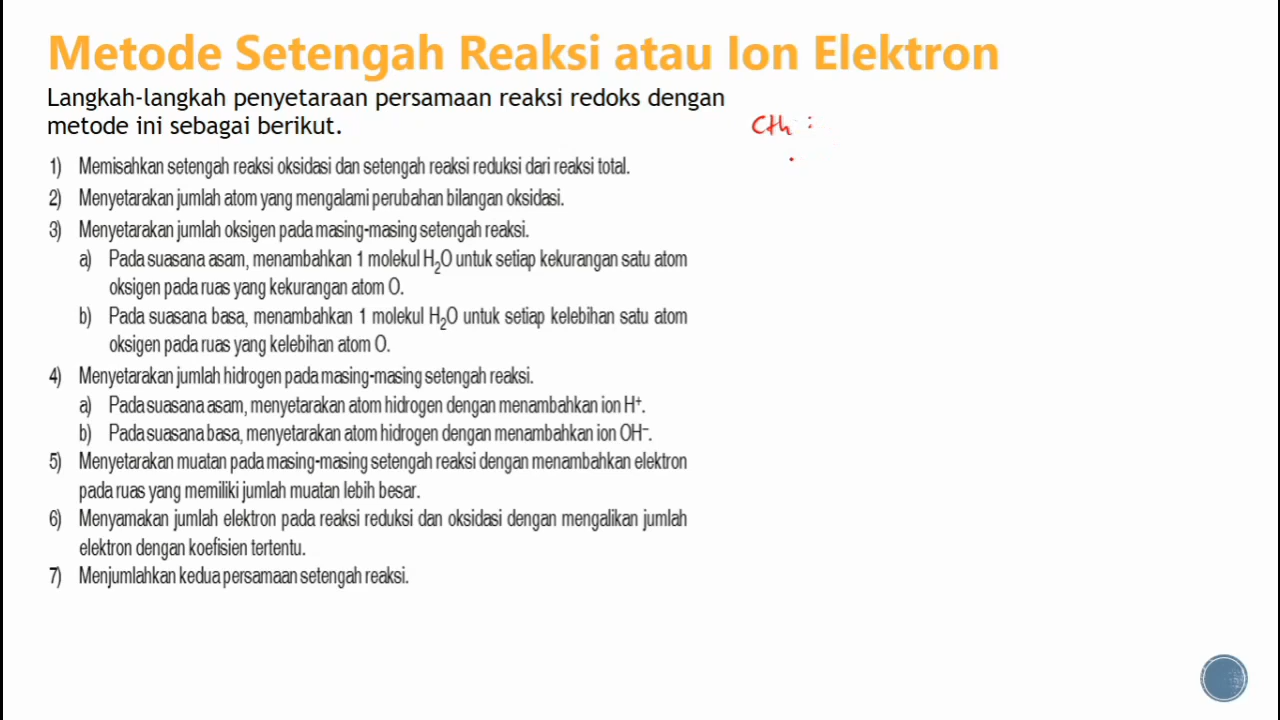 Metode Setengah Reaksi atau Ion Elektron
Langkah-langkah penyetaraan persamaan reaksi redoks dengan
metode ini sebagai berikut.
Cth :
1) Memisahkan setengah reaksi oksidasi dan setengah reaksi reduksi dari reaksi total.
2) Menyetarakan jumlah atom yang mengalami perubahan bilangan oksidasi.
3) Menyetarakan jumlah oksigen pada masing-masing setengah reaksi.
a) Pada suasana asam, menambahkan 1 molekul H₂O untuk setiap kekurangan satu atom
oksigen pada ruas yang kekurangan atom O.
b) Pada suasana basa, menambahkan 1 molekul H₂O untuk setiap kelebihan satu atom
oksigen pada ruas yang kelebihan atom O.
4) Menyetarakan jumlah hidrogen pada masing-masing setengah reaksi.
a) Pada suasana asam, menyetarakan atom hidrogen dengan menambahkan ion H⁺.
b) Pada suasana basa, menyetarakan atom hidrogen dengan menambahkan ion OH⁻.
5) Menyetarakan muatan pada masing-masing setengah reaksi dengan menambahkan elektron
pada ruas yang memiliki jumlah muatan lebih besar.
6) Menyamakan jumlah elektron pada reaksi reduksi dan oksidasi dengan mengalikan jumlah
elektron dengan koefisien tertentu.
7) Menjumlahkan kedua persamaan setengah reaksi.